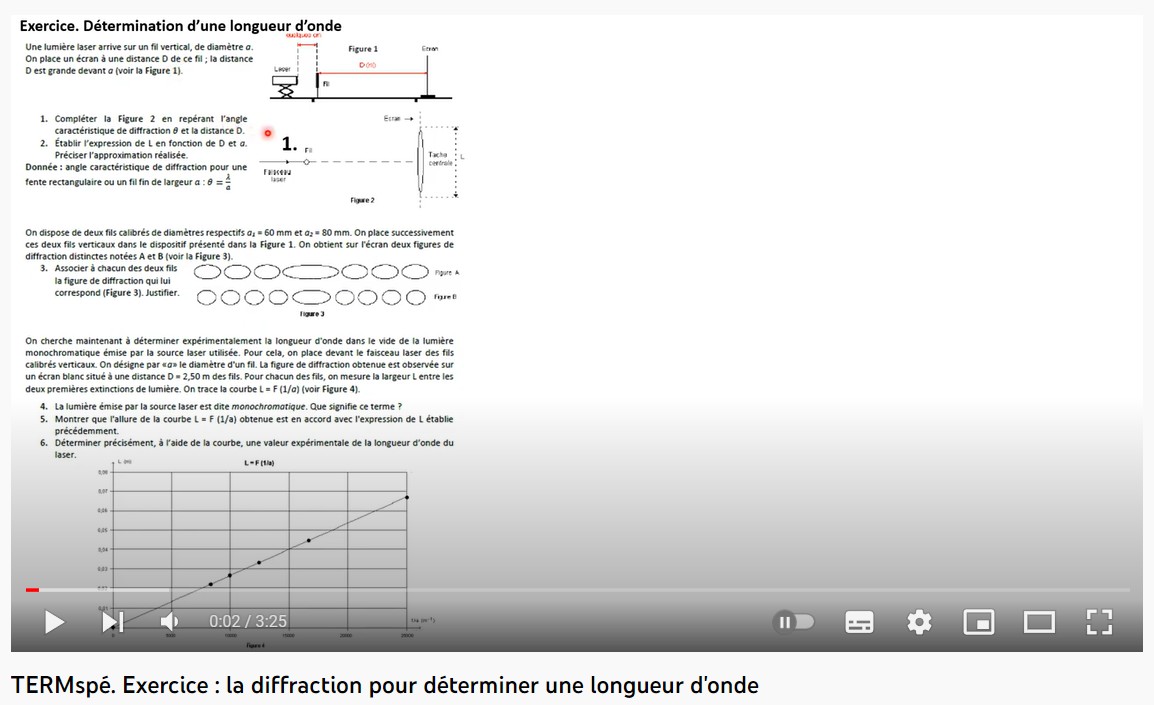 Exercice. Détermination d’une longueur d’onde
Une lumière laser arrive sur un fil vertical, de diamètre a.
On place un écran à une distance D de ce fil ; la distance
D est grande devant a (voir la Figure 1).
quelques cm
Figure 1
Ecran
D (m)
Laser
Fil
1. Compléter la Figure 2 en repérant l’angle
caractéristique de diffraction θ et la distance D.
2. Établir l’expression de L en fonction de D et a.
Préciser l’approximation réalisée.
Donnée : angle caractéristique de diffraction pour une
fente rectangulaire ou un fil fin de largeur a : θ = λ/a
Ecran
1.
Fil
Tache
centrale
L
Faisceau
laser
Figure 2
On dispose de deux fils calibrés de diamètres respectifs a₁ = 60 mm et a₂ = 80 mm. On place successivement
ces deux fils verticaux dans le dispositif présenté dans la Figure 1. On obtient sur l’écran deux figures de
diffraction distinctes notées A et B (voir la Figure 3).
3. Associer à chacun des deux fils
la figure de diffraction qui lui
correspond (Figure 3). Justifier.
Figure A
Figure B
Figure 3
On cherche maintenant à déterminer expérimentalement la longueur d’onde dans le vide de la lumière
monochromatique émise par la source laser utilisée. Pour cela, on place devant le faisceau laser des fils
calibrés verticaux. On désigne par «a» le diamètre d’un fil. La figure de diffraction obtenue est observée sur
un écran blanc situé à une distance D = 2,50 m des fils. Pour chacun des fils, on mesure la largeur L entre les
deux premières extinctions de lumière. On trace la courbe L = F (1/a) (voir Figure 4).
4. La lumière émise par la source laser est dite monochromatique. Que signifie ce terme ?
5. Montrer que l’allure de la courbe L = F (1/a) obtenue est en accord avec l’expression de L établie
précédemment.
6. Déterminer précisément, à l’aide de la courbe, une valeur expérimentale de la longueur d’onde du
laser.
L (m)
L = F (1/a)
0,08
0,07
0,06
0,05
0,04
0,03
0,02
0,01
1/a (m⁻¹)
0 5000 10000 15000 20000 25000
Figure 4
0:02 / 3:25
TERMspé. Exercice : la diffraction pour déterminer une longueur d'onde